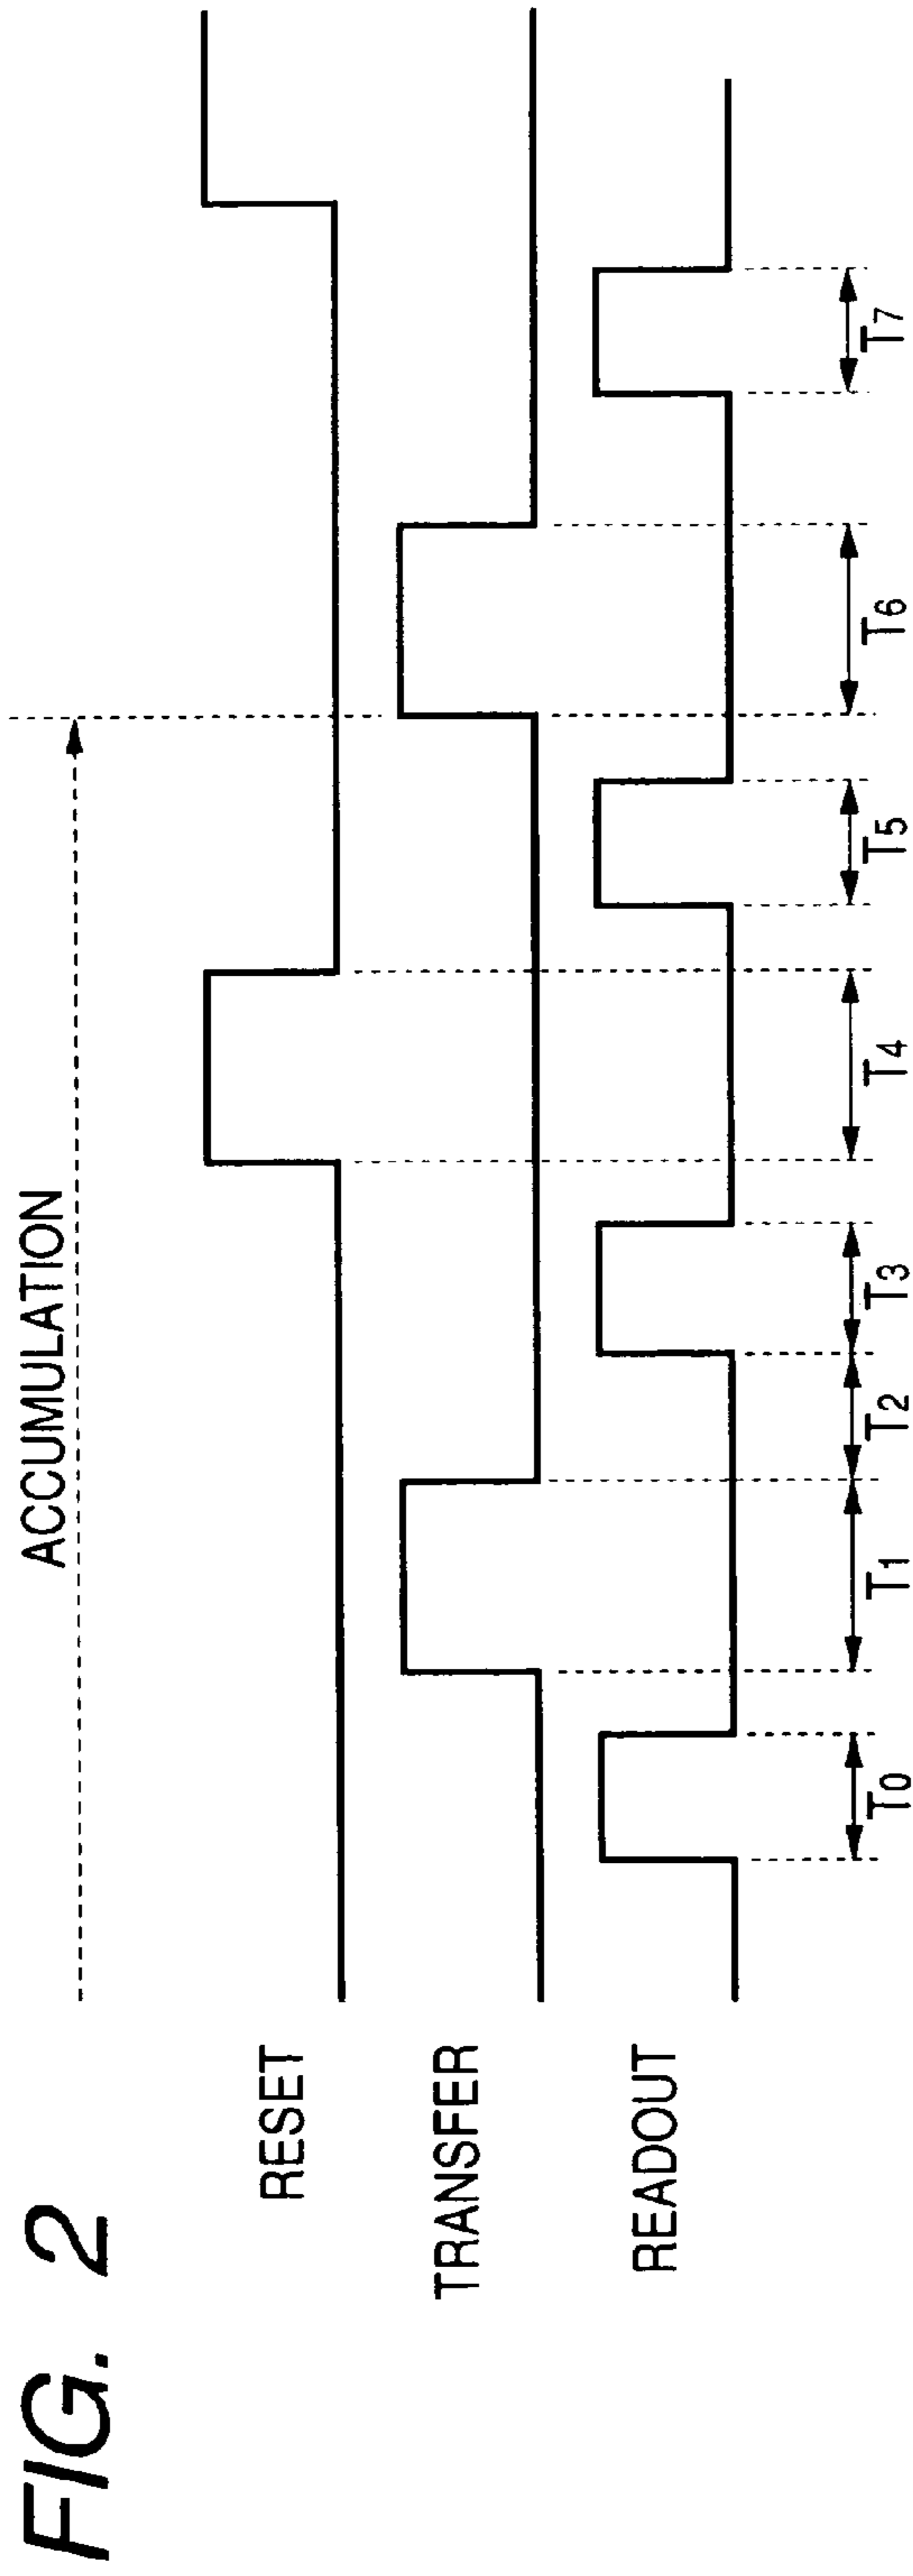 FIG. 2
ACCUMULATION
RESET
TRANSFER
READOUT
T0 T1 T2 T3 T4 T5 T6 T7